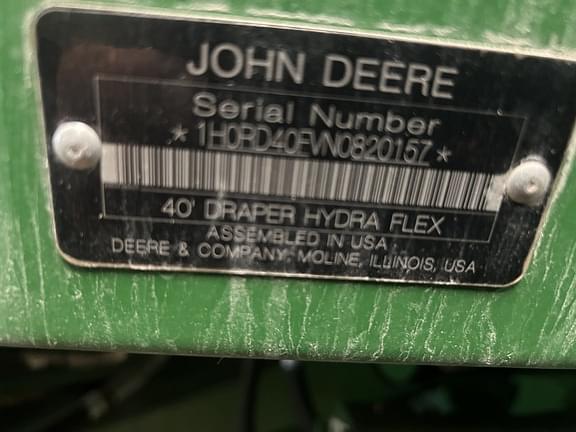 JOHN DEERE
Serial Number
*1H0RD40FVN0820157*
40' DRAPER HYDRA FLEX
ASSEMBLED IN USA
DEERE & COMPANY, MOLINE, ILLINOIS, USA